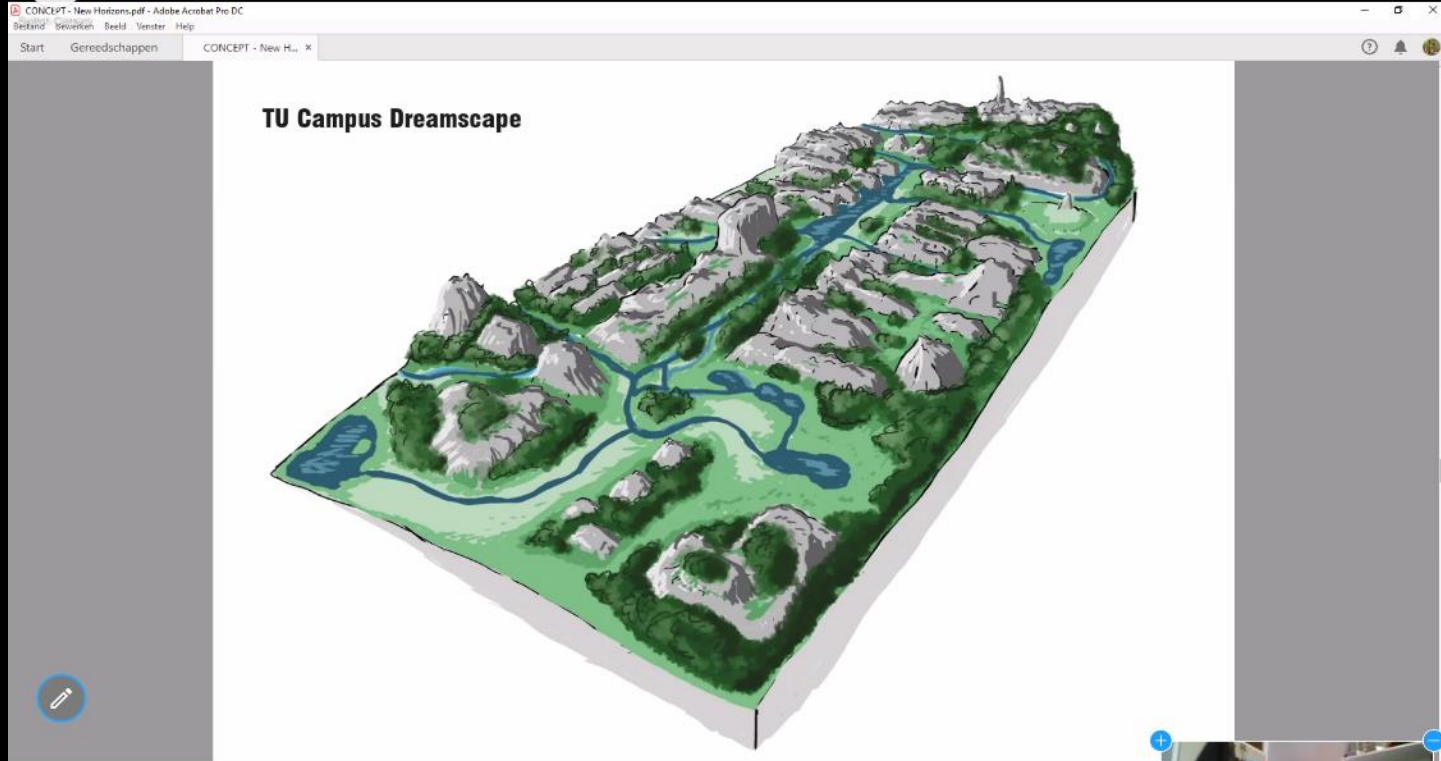 CONCEPT - New Horizons.pdf - Adobe Acrobat Pro DC
Bestand Bewerken Beeld Venster Help
Start Gereedschappen CONCEPT - New H... ×
TU Campus Dreamscape